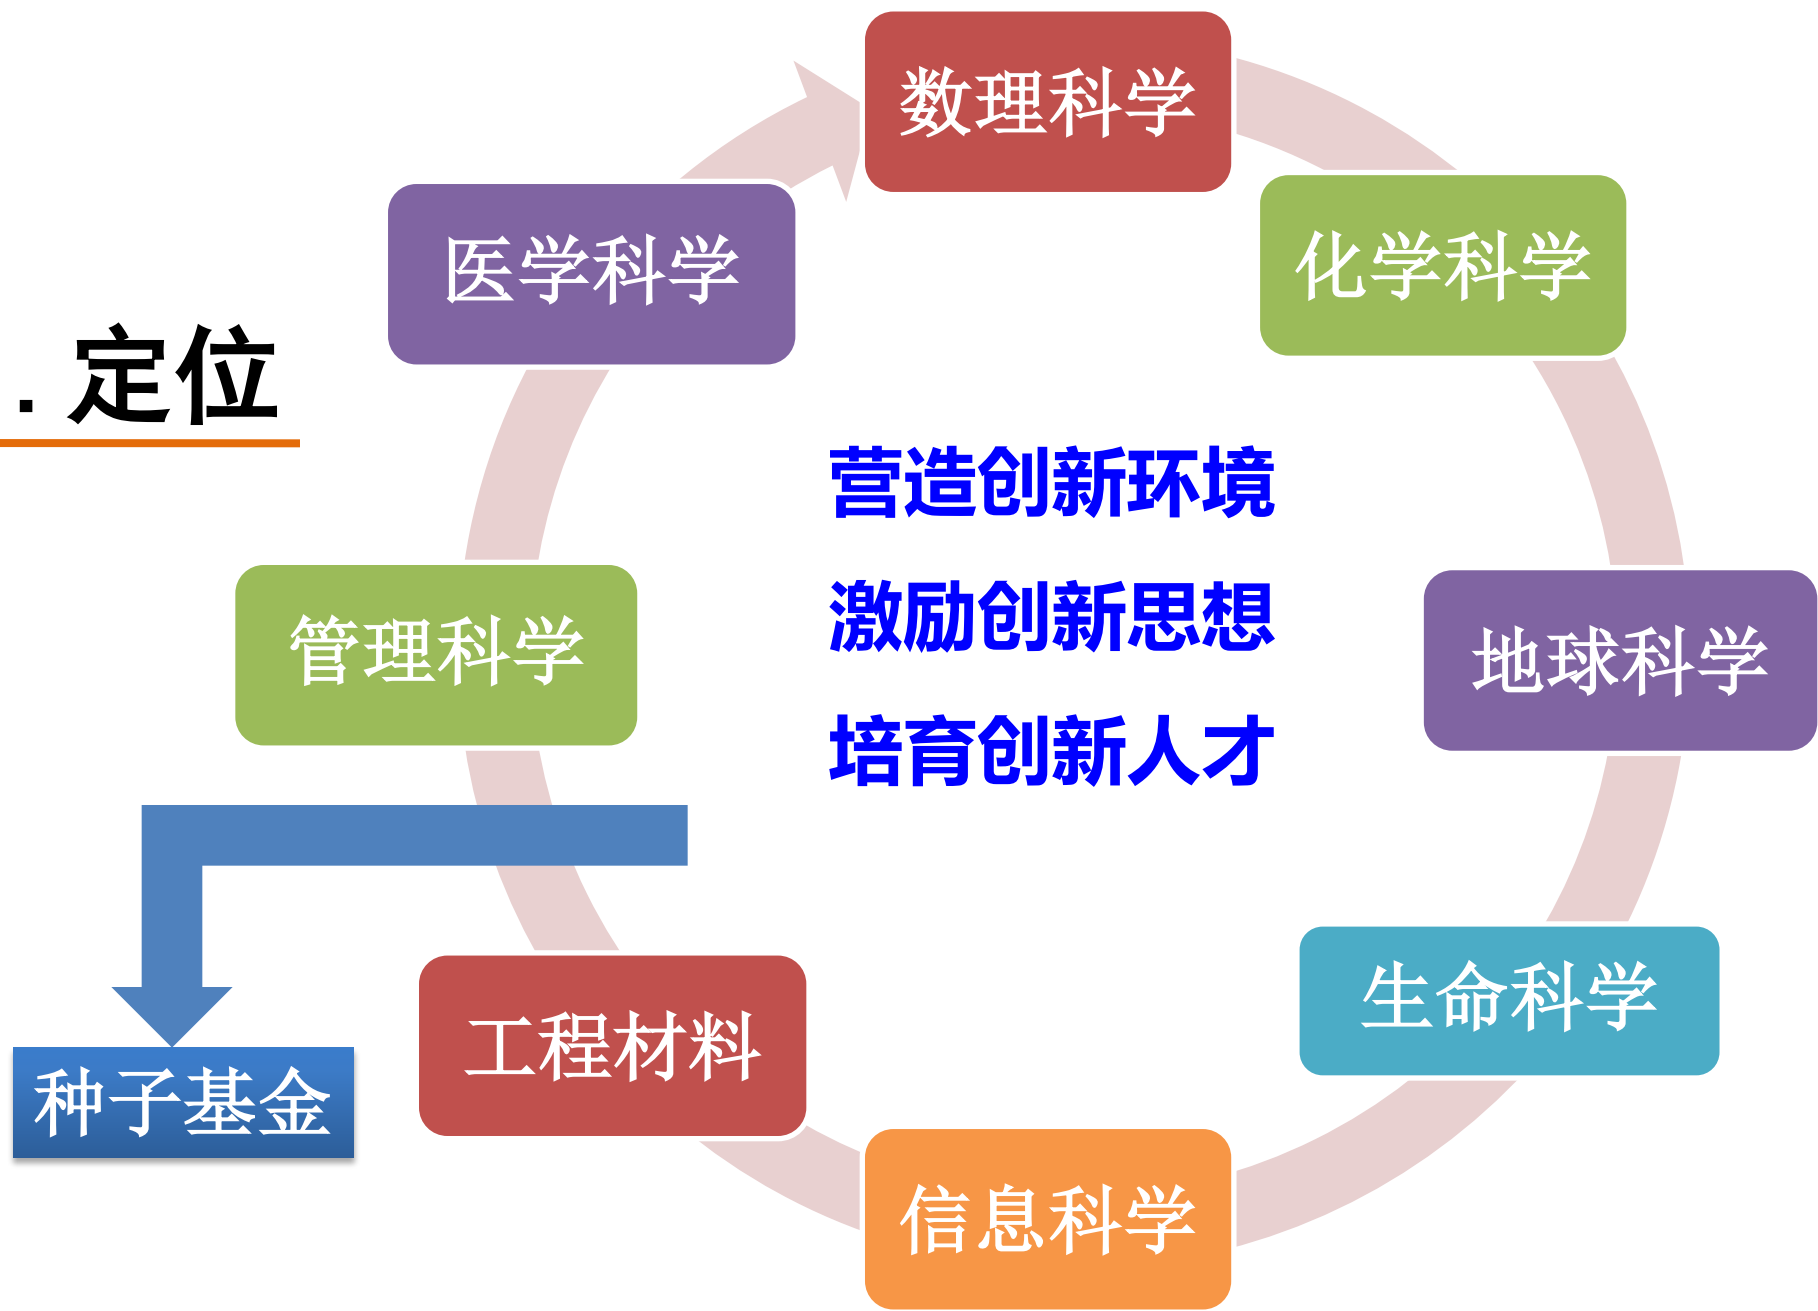 . 定位
数理科学
化学科学
地球科学
生命科学
信息科学
工程材料
管理科学
医学科学
营造创新环境
激励创新思想
培育创新人才
种子基金